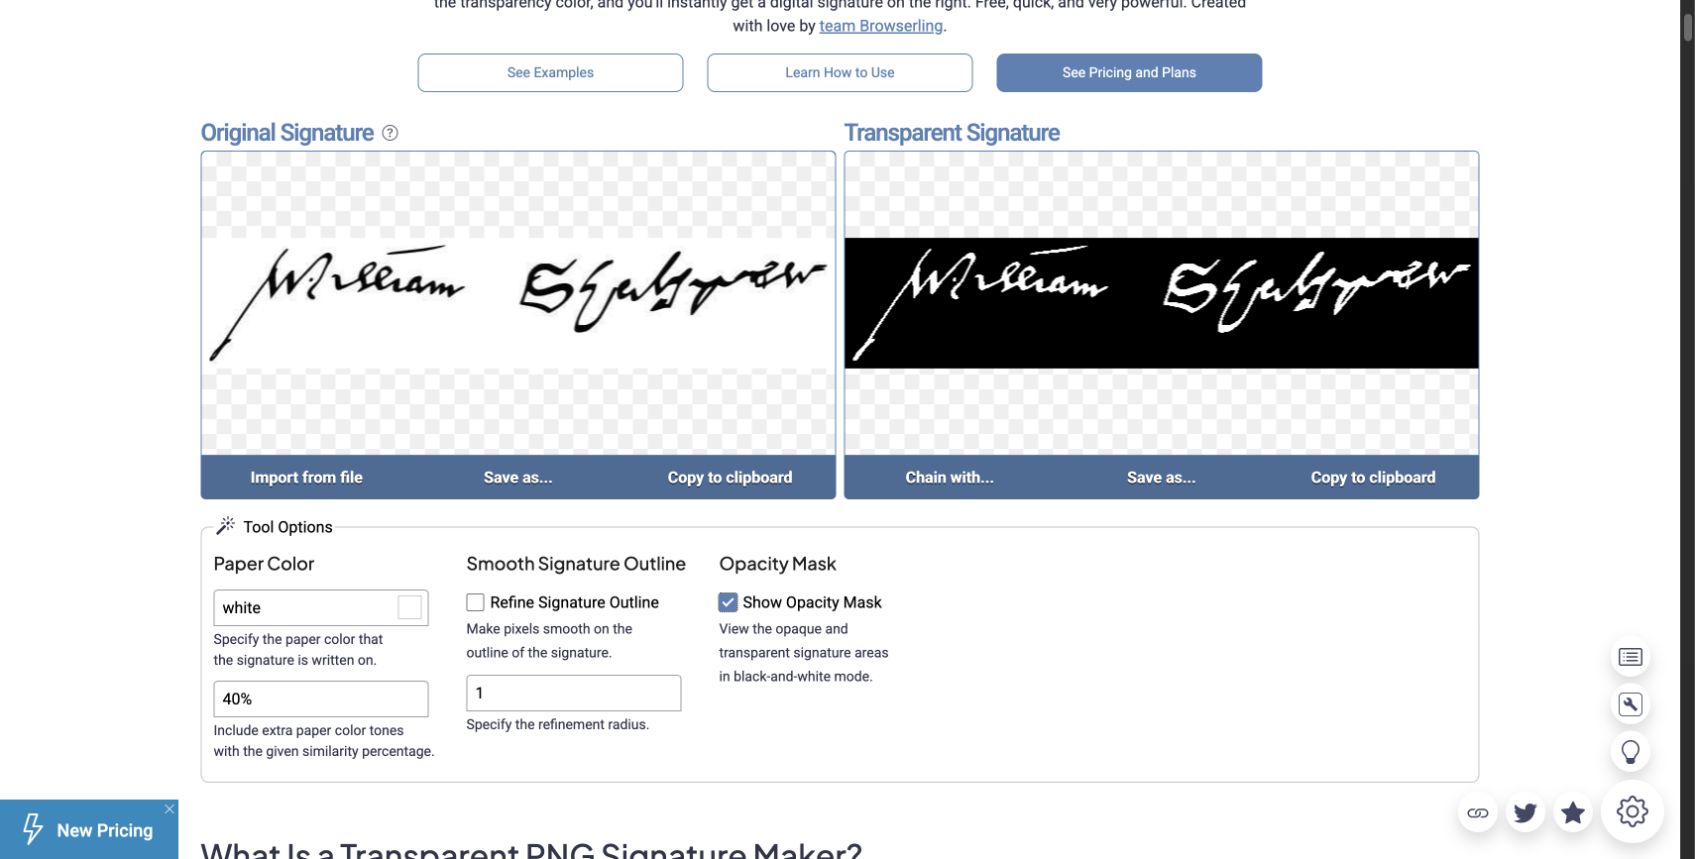 the transparency color, and you'll instantly get a digital signature on the right. Free, quick, and very powerful. Created
with love by team Browserling.
See Examples
Learn How to Use
See Pricing and Plans
Original Signature ?
Transparent Signature
William Shakspear
William Shakspear
Import from file
Save as...
Copy to clipboard
Chain with...
Save as...
Copy to clipboard
Tool Options
Paper Color
white
Specify the paper color that
the signature is written on.
40%
Include extra paper color tones
with the given similarity percentage.
Smooth Signature Outline
Refine Signature Outline
Make pixels smooth on the
outline of the signature.
1
Specify the refinement radius.
Opacity Mask
Show Opacity Mask
View the opaque and
transparent signature areas
in black-and-white mode.
New Pricing
What Is a Transparent PNG Signature Maker?